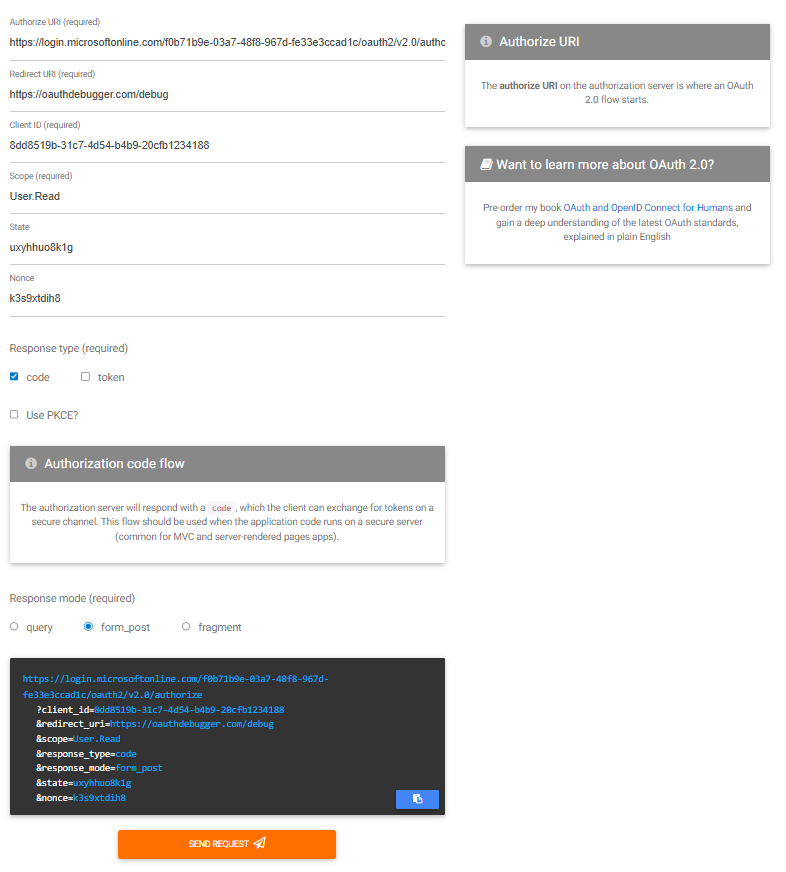 Authorize URI (required)
https://login.microsoftonline.com/f0b71b9e-03a7-48f8-967d-fe33e3ccad1c/oauth2/v2.0/autho
Redirect URI (required)
https://oauthdebugger.com/debug
Client ID (required)
8dd8519b-31c7-4d54-b4b9-20cfb1234188
Scope (required)
User.Read
State
uxyhhuo8k1g
Nonce
k3s9xtdih8
Response type (required)
code token
Use PKCE?
Authorization code flow
The authorization server will respond with a code, which the client can exchange for tokens on a
secure channel. This flow should be used when the application code runs on a secure server
(common for MVC and server-rendered pages apps).
Response mode (required)
query form_post fragment
https://login.microsoftonline.com/f0b71b9e-03a7-48f8-967d-
fe33e3ccad1c/oauth2/v2.0/authorize
?client_id=8dd8519b-31c7-4d54-b4b9-20cfb1234188
&redirect_uri=https://oauthdebugger.com/debug
&scope=User.Read
&response_type=code
&response_mode=form_post
&state=uxyhhuo8k1g
&nonce=k3s9xtdih8
SEND REQUEST
Authorize URI
The authorize URI on the authorization server is where an OAuth
2.0 flow starts.
Want to learn more about OAuth 2.0?
Pre-order my book OAuth and OpenID Connect for Humans and
gain a deep understanding of the latest OAuth standards,
explained in plain English